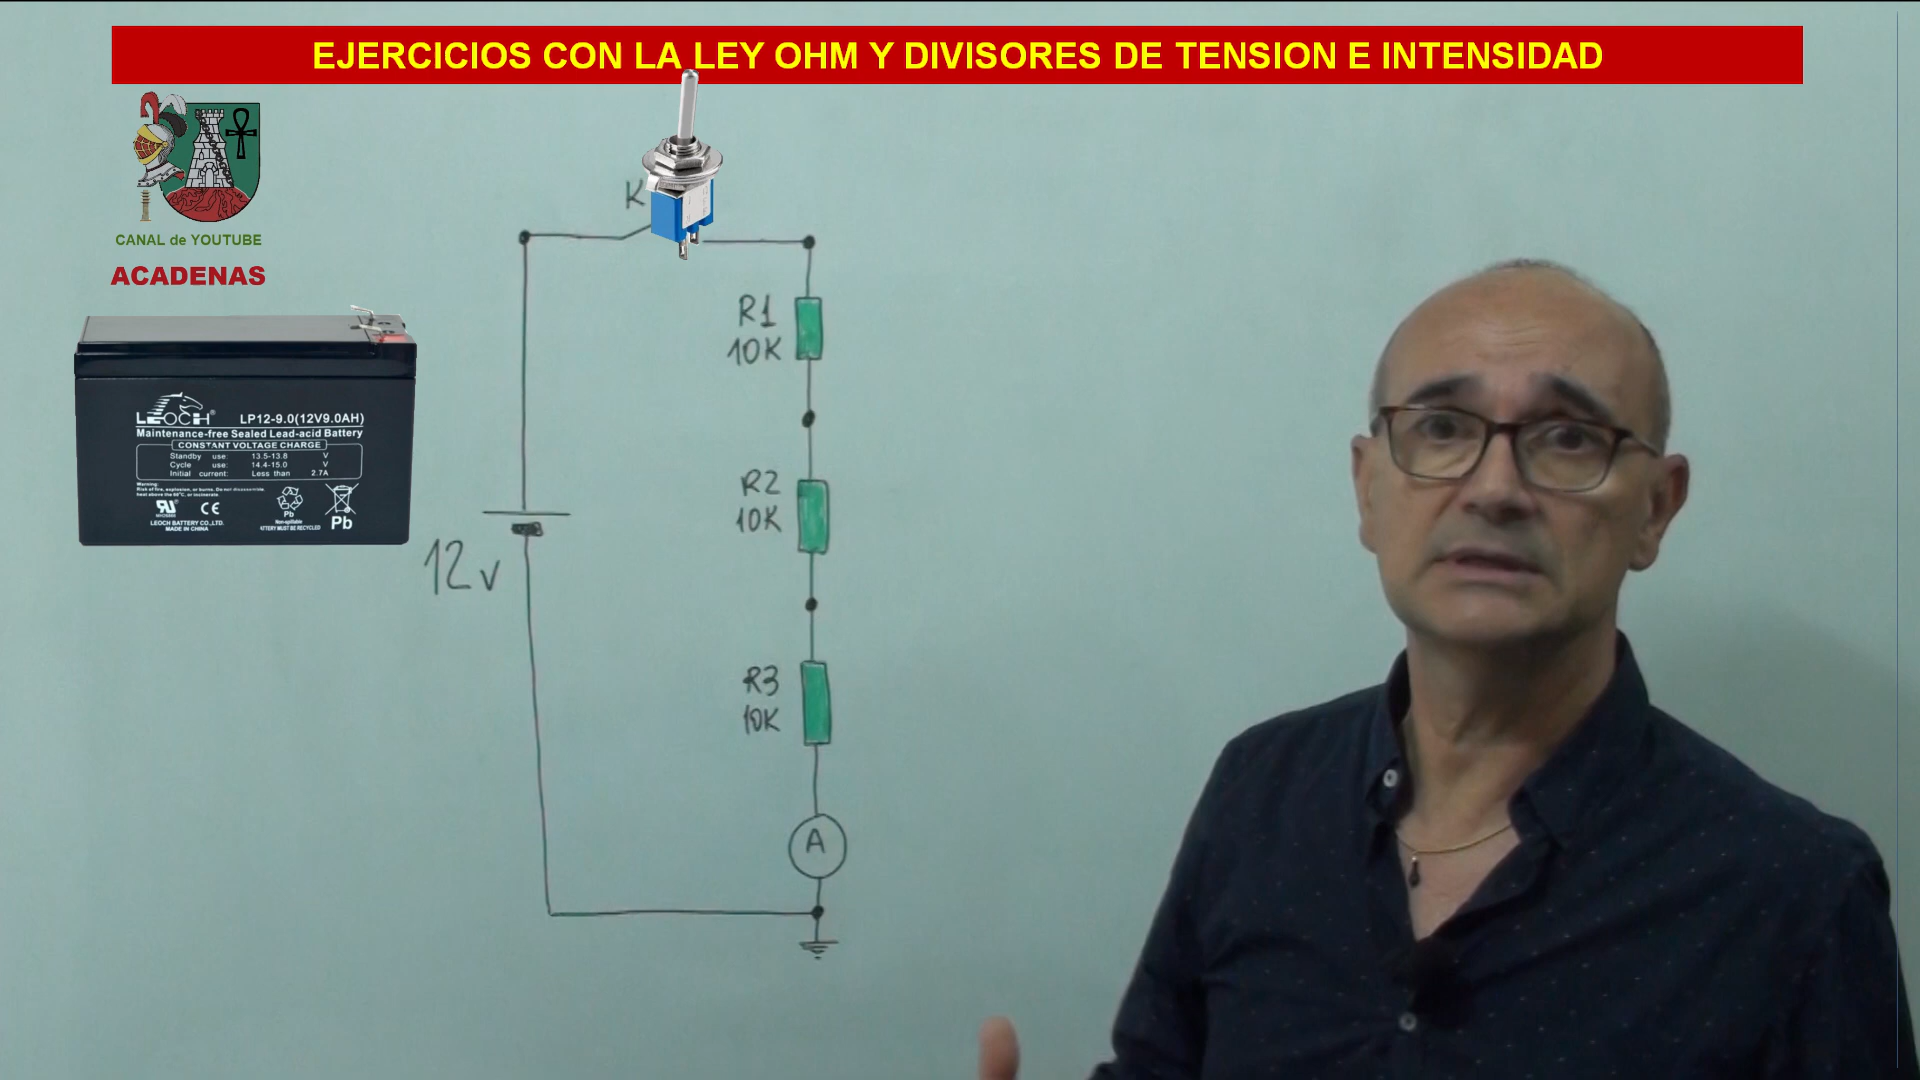 EJERCICIOS CON LA LEY OHM Y DIVISORES DE TENSION E INTENSIDAD
CANAL de YOUTUBE
ACADENAS
K
R1
10K
R2
10K
R3
10K
A
12v
LEOCH®
LP12-9.0(12V9.0AH)
Maintenance-free Sealed Lead-acid Battery
CONSTANT VOLTAGE CHARGE
Standby use: 13.5-13.8 V
Cycle use: 14.4-15.0 V
Initial current: Less than 2.7A
Warning:
CE
Pb
Pb
LEOCH BATTERY CO.,LTD.
MADE IN CHINA